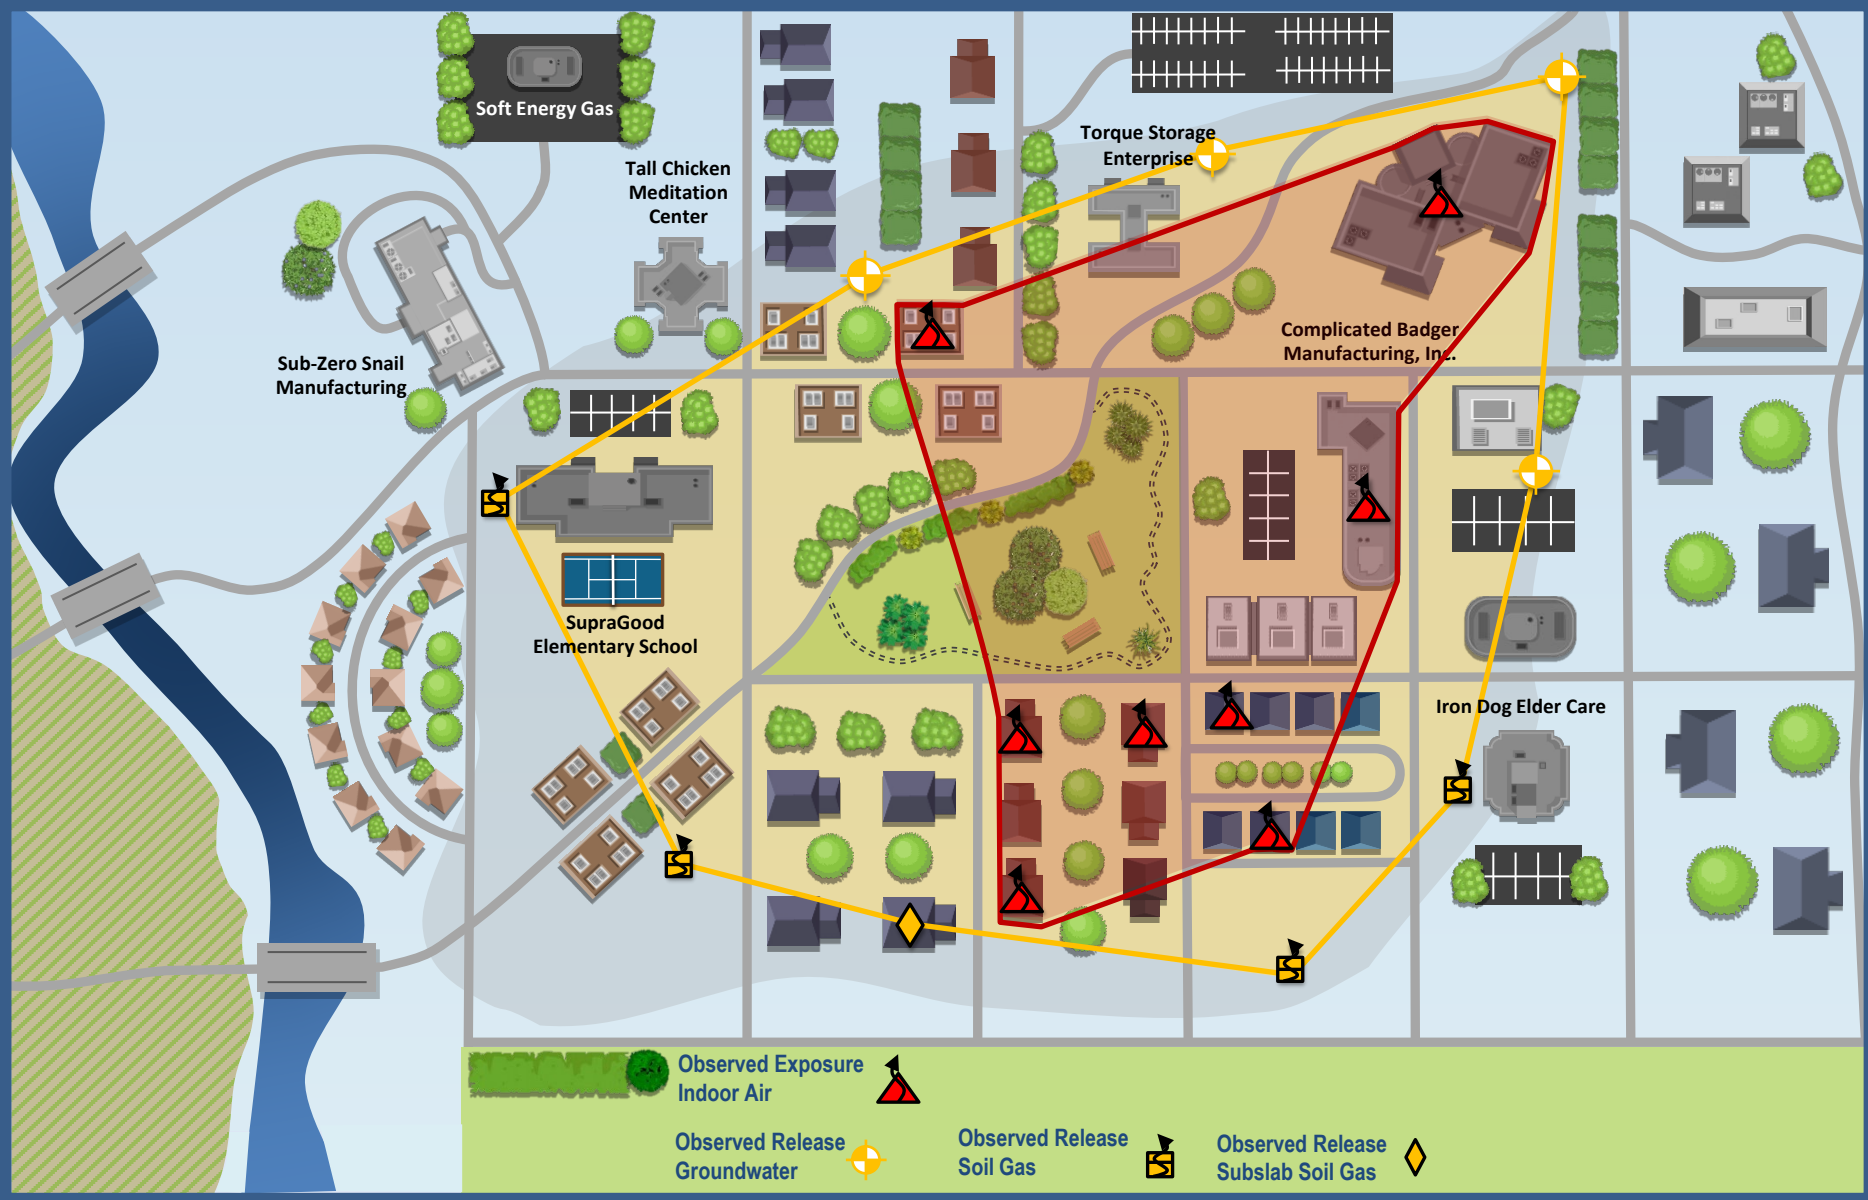 Soft Energy Gas
Tall Chicken
Meditation
Center
Torque Storage
Enterprise
Sub-Zero Snail
Manufacturing
Complicated Badger
Manufacturing, Inc.
SupraGood
Elementary School
Iron Dog Elder Care
Observed Exposure
Indoor Air
Observed Release
Groundwater
Observed Release
Soil Gas
Observed Release
Subslab Soil Gas